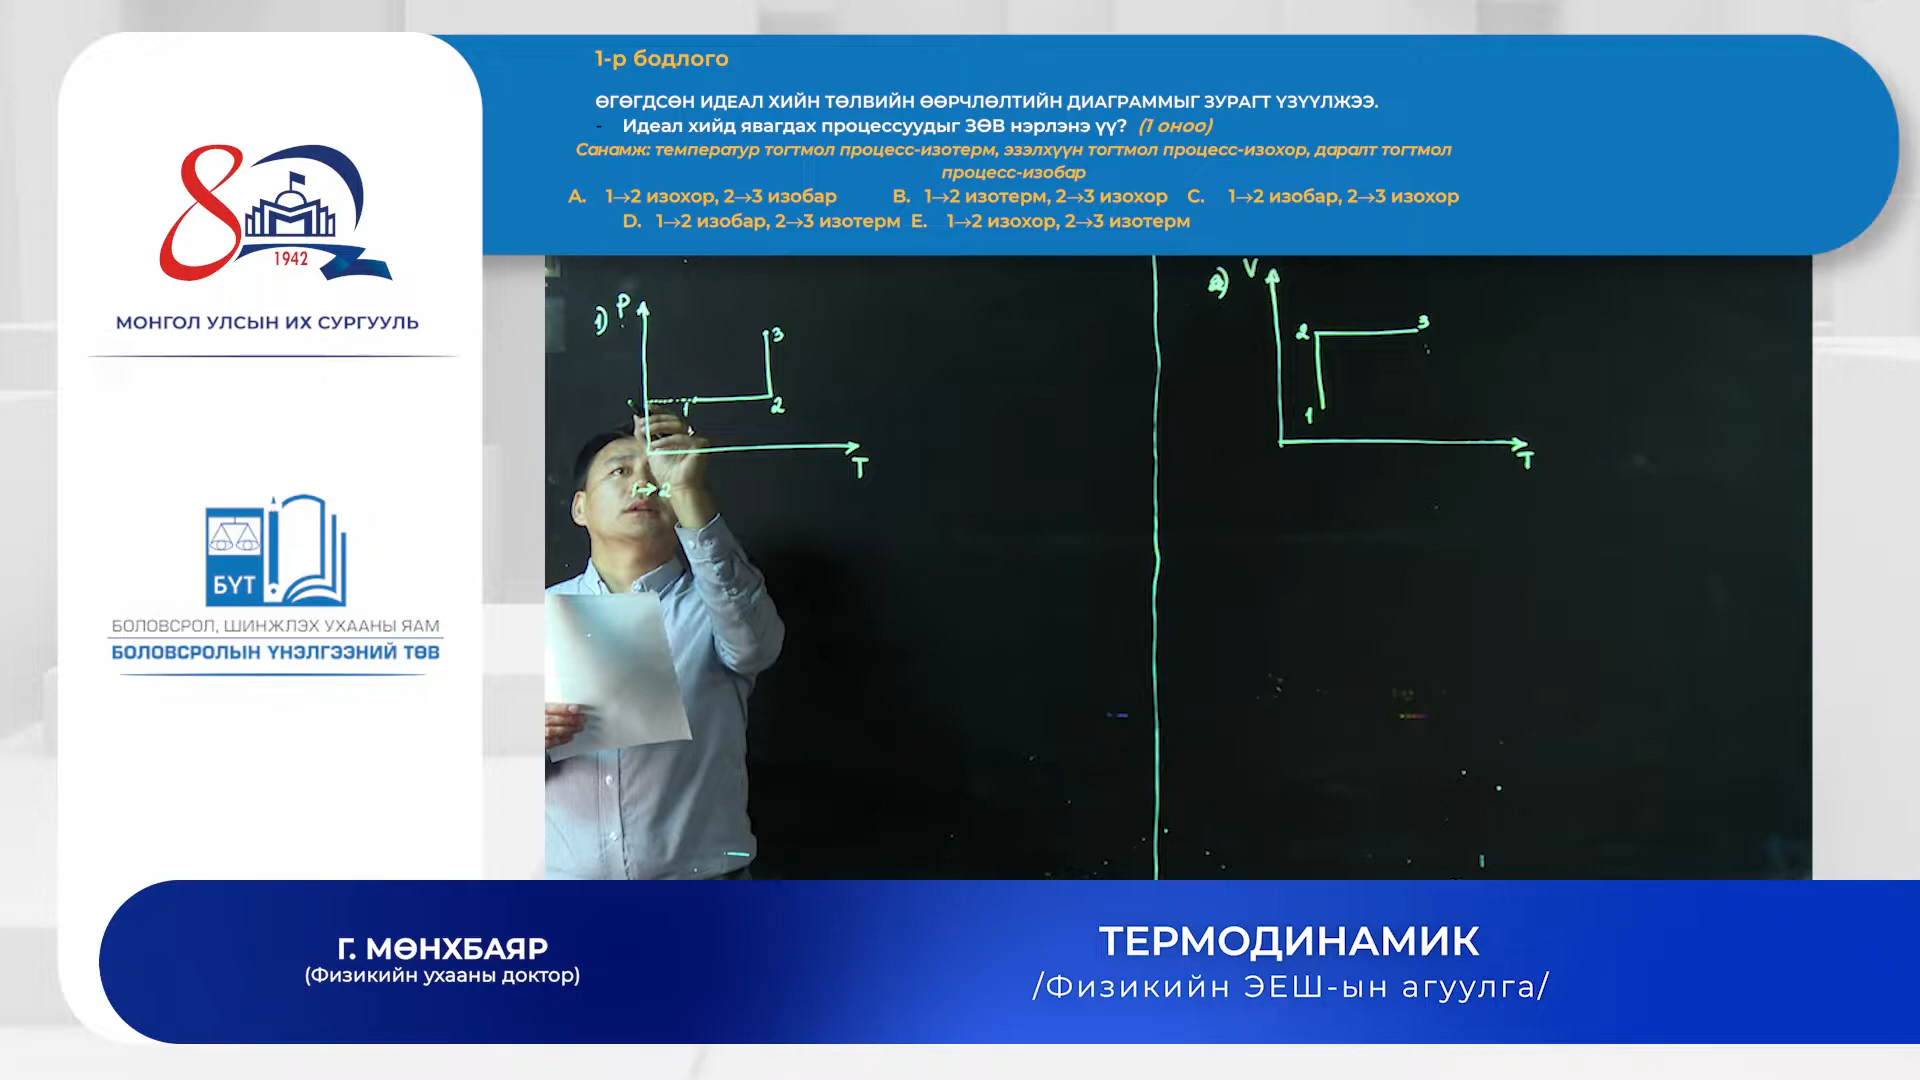 1-р бодлого
ӨГӨГДСӨН ИДЕАЛ ХИЙН ТӨЛВИЙН ӨӨРЧЛӨЛТИЙН ДИАГРАММЫГ ЗУРАГТ ҮЗҮҮЛЖЭЭ.
- Идеал хийд явагдах процессуудыг ЗӨВ нэрлэнэ үү? (1 оноо)
Санамж: температур тогтмол процесс-изотерм, эзэлхүүн тогтмол процесс-изохор, даралт тогтмол
процесс-изобар
A. 1→2 изохор, 2→3 изобар B. 1→2 изотерм, 2→3 изохор C. 1→2 изобар, 2→3 изохор
D. 1→2 изобар, 2→3 изотерм E. 1→2 изохор, 2→3 изотерм
8
1942
МОНГОЛ УЛСЫН ИХ СУРГУУЛЬ
БҮТ
БОЛОВСРОЛ, ШИНЖЛЭХ УХААНЫ ЯАМ
БОЛОВСРОЛЫН ҮНЭЛГЭЭНИЙ ТӨВ
1) P
3
1
2
T
1→2
2) V
2 3
1
T
Г. МӨНХБАЯР
(Физикийн ухааны доктор)
ТЕРМОДИНАМИК
/Физикийн ЭЕШ-ын агуулга/